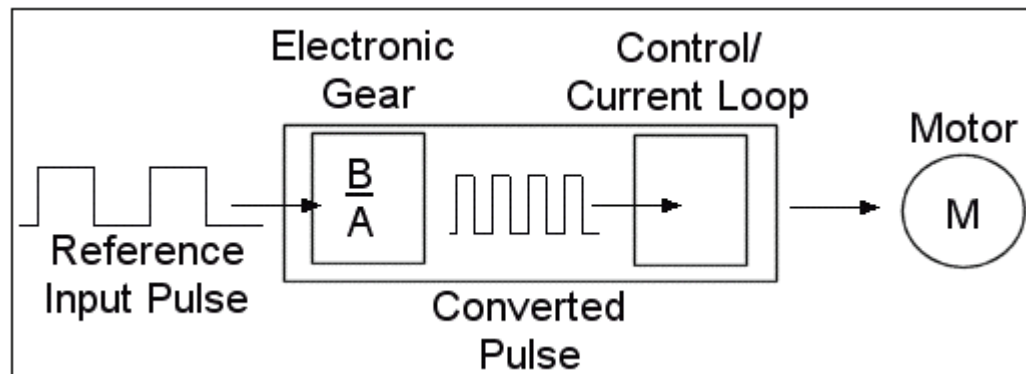 Electronic
Gear
Control/
Current Loop
Motor
B
A
M
Reference
Input Pulse
Converted
Pulse